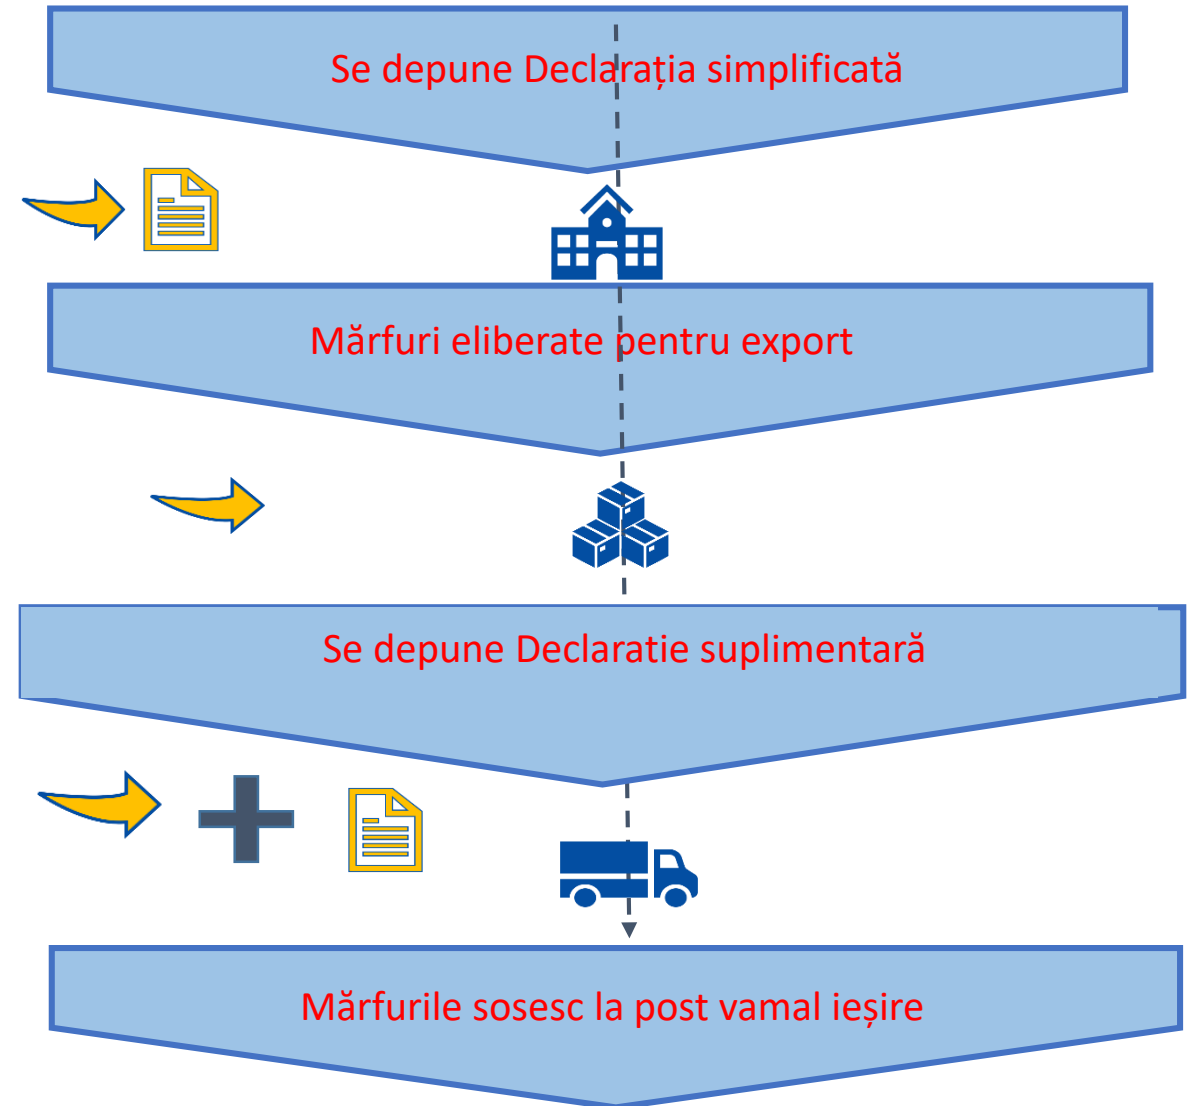 Se depune Declarația simplificată
Mărfuri eliberate pentru export
Se depune Declaratie suplimentară
Mărfurile sosesc la post vamal ieșire